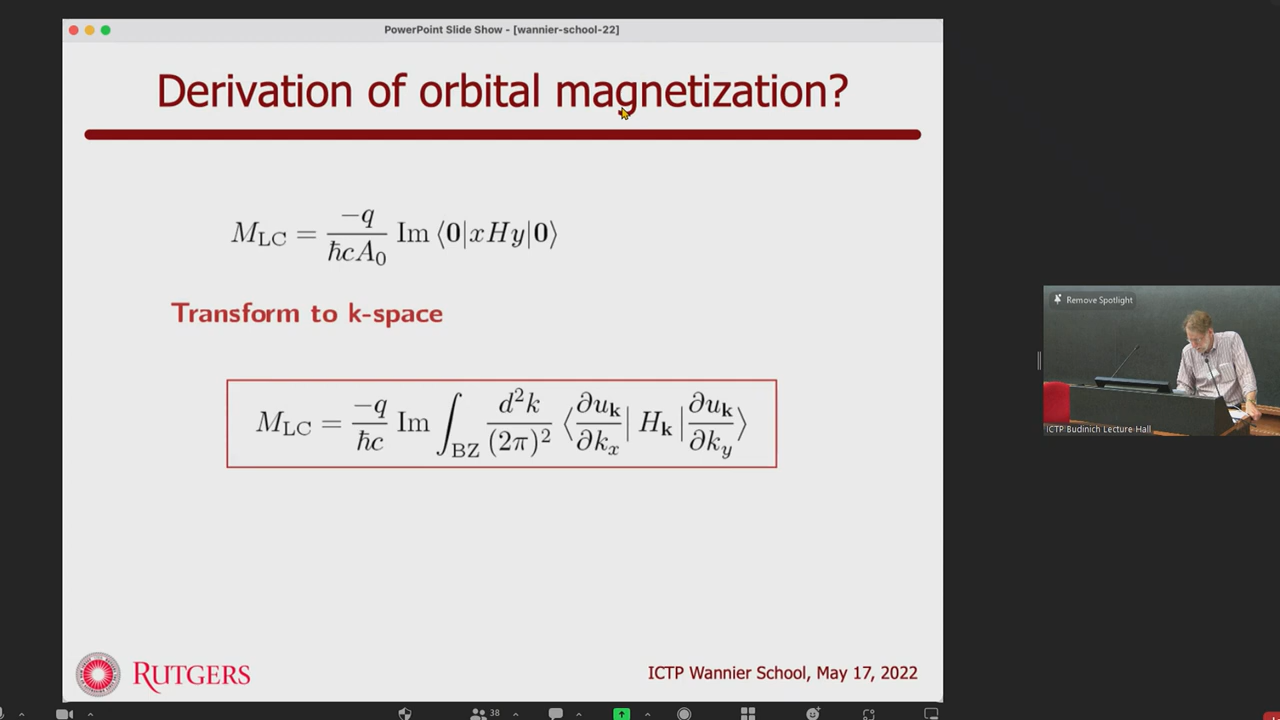 PowerPoint Slide Show - [wannier-school-22]
Derivation of orbital magnetization?
M_LC = −q/(ħcA_0) Im ⟨0|xHy|0⟩
Transform to k-space
M_LC = −q/(ħc) Im ∫_BZ d²k/(2π)² ⟨∂u_k/∂k_x| H_k |∂u_k/∂k_y⟩
Remove Spotlight
ICTP Budinich Lecture Hall
RUTGERS
ICTP Wannier School, May 17, 2022
38